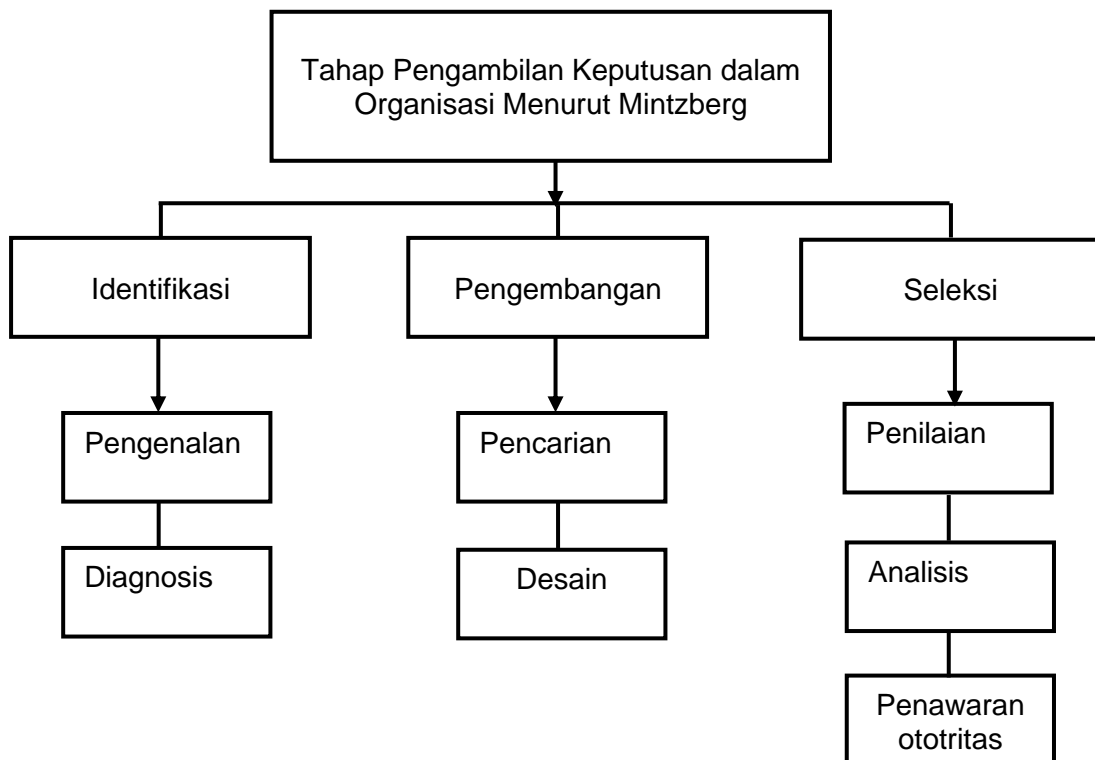 Tahap Pengambilan Keputusan dalam
Organisasi Menurut Mintzberg
Identifikasi
Pengembangan
Seleksi
Pengenalan
Pencarian
Penilaian
Diagnosis
Desain
Analisis
Penawaran
ototritas